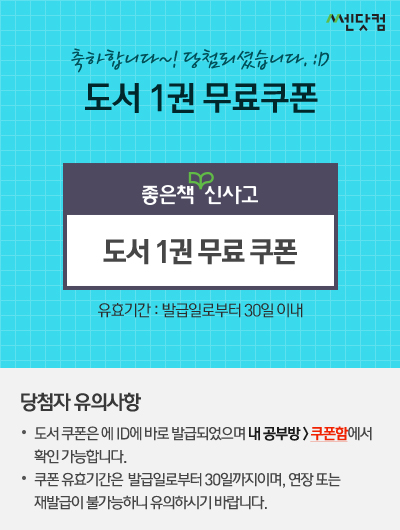 쎈닷컴
축하합니다~! 당첨되셨습니다. :D
도서 1권 무료쿠폰
좋은책 신사고
도서 1권 무료 쿠폰
유효기간 : 발급일로부터 30일 이내
당첨자 유의사항
• 도서 쿠폰은 에 ID에 바로 발급되었으며 내 공부방 > 쿠폰함에서
확인 가능합니다.
• 쿠폰 유효기간은 발급일로부터 30일까지이며, 연장 또는
재발급이 불가능하니 유의하시기 바랍니다.